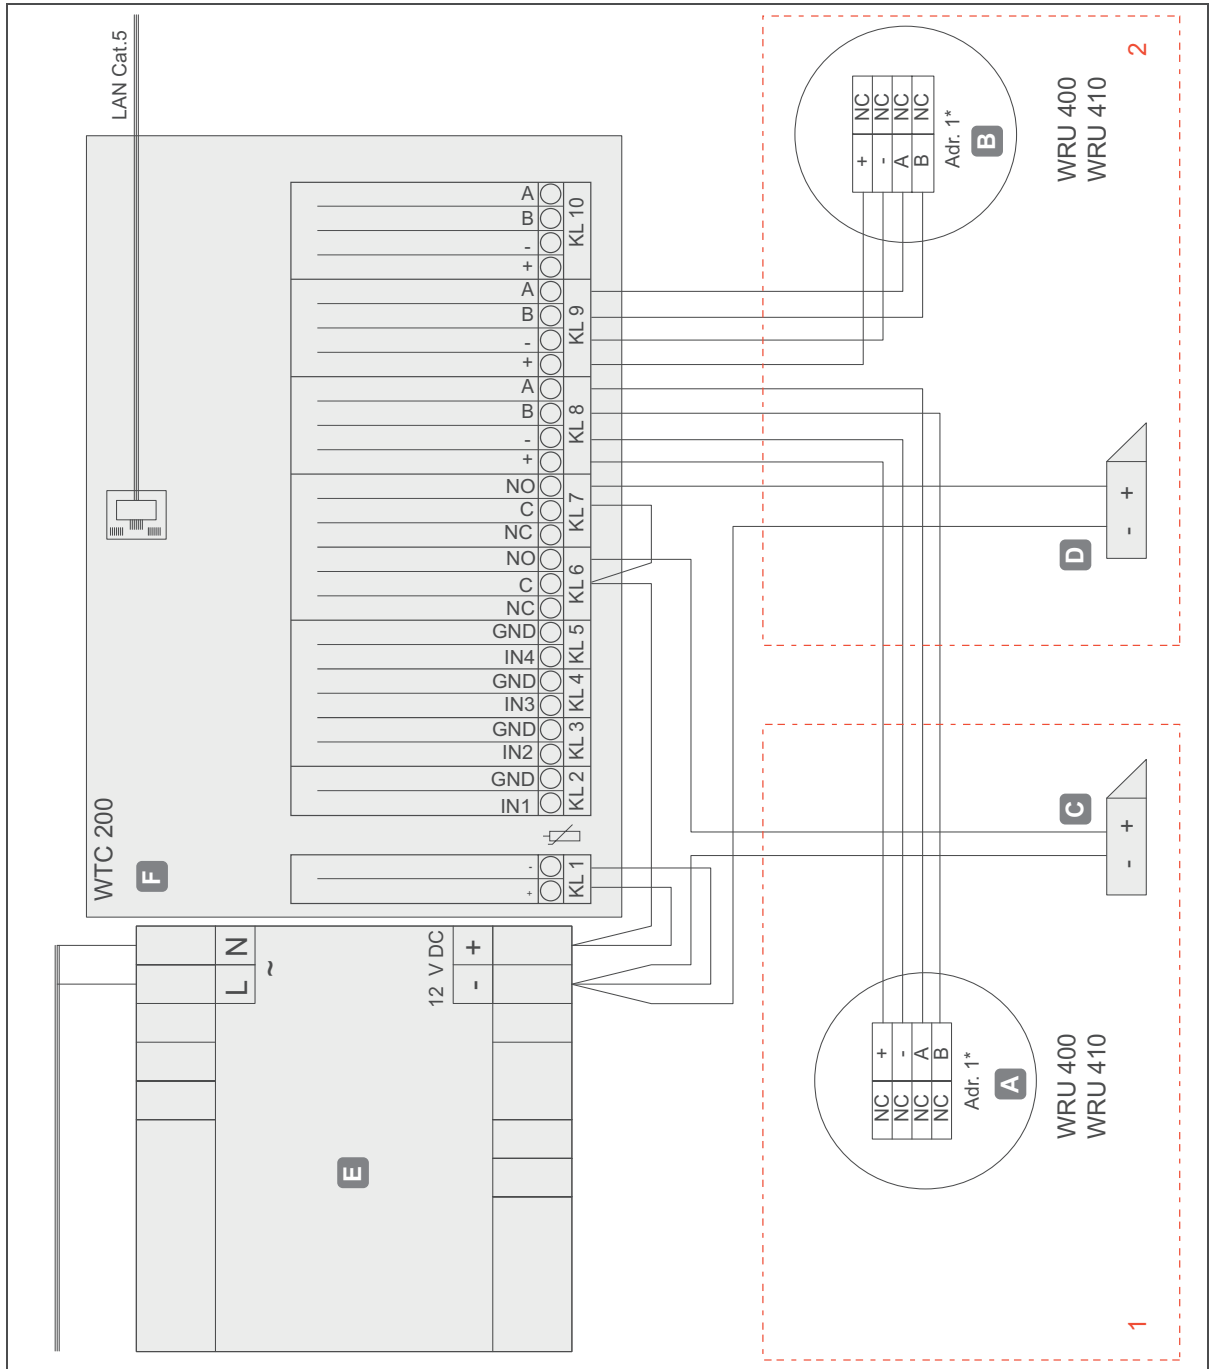 LAN Cat.5
WTC 200
F
A
B
-
+
KL 10
A
B
-
+
KL 9
A
B
-
+
KL 8
NO
C
NC
KL 7
NO
C
NC
KL 6
GND
IN4
KL 5
GND
IN3
KL 4
GND
IN2
KL 3
GND
IN1
KL 2
-
+
KL 1
L N
~
12 V DC
- +
E
2
NC NC NC NC
+ - A B
Adr. 1*
B
WRU 400
WRU 410
D
- +
C
- +
+ - A B
NC NC NC NC
Adr. 1*
A
WRU 400
WRU 410
1